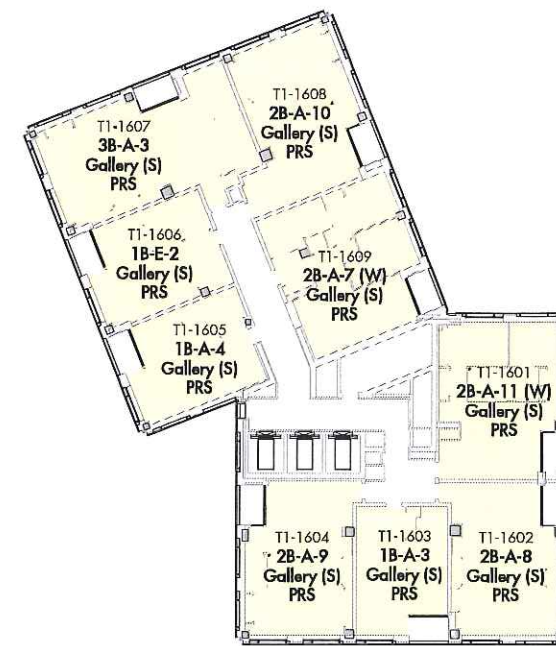 T1-1608
2B-A-10
Gallery (S)
PRS
T1-1607
3B-A-3
Gallery (S)
PRS
T1-1606
1B-E-2
Gallery (S)
PRS
T1-1609
2B-A-7 (W)
Gallery (S)
PRS
T1-1605
1B-A-4
Gallery (S)
PRS
T1-1601
2B-A-11 (W)
Gallery (S)
PRS
T1-1604
2B-A-9
Gallery (S)
PRS
T1-1603
1B-A-3
Gallery (S)
PRS
T1-1602
2B-A-8
Gallery (S)
PRS